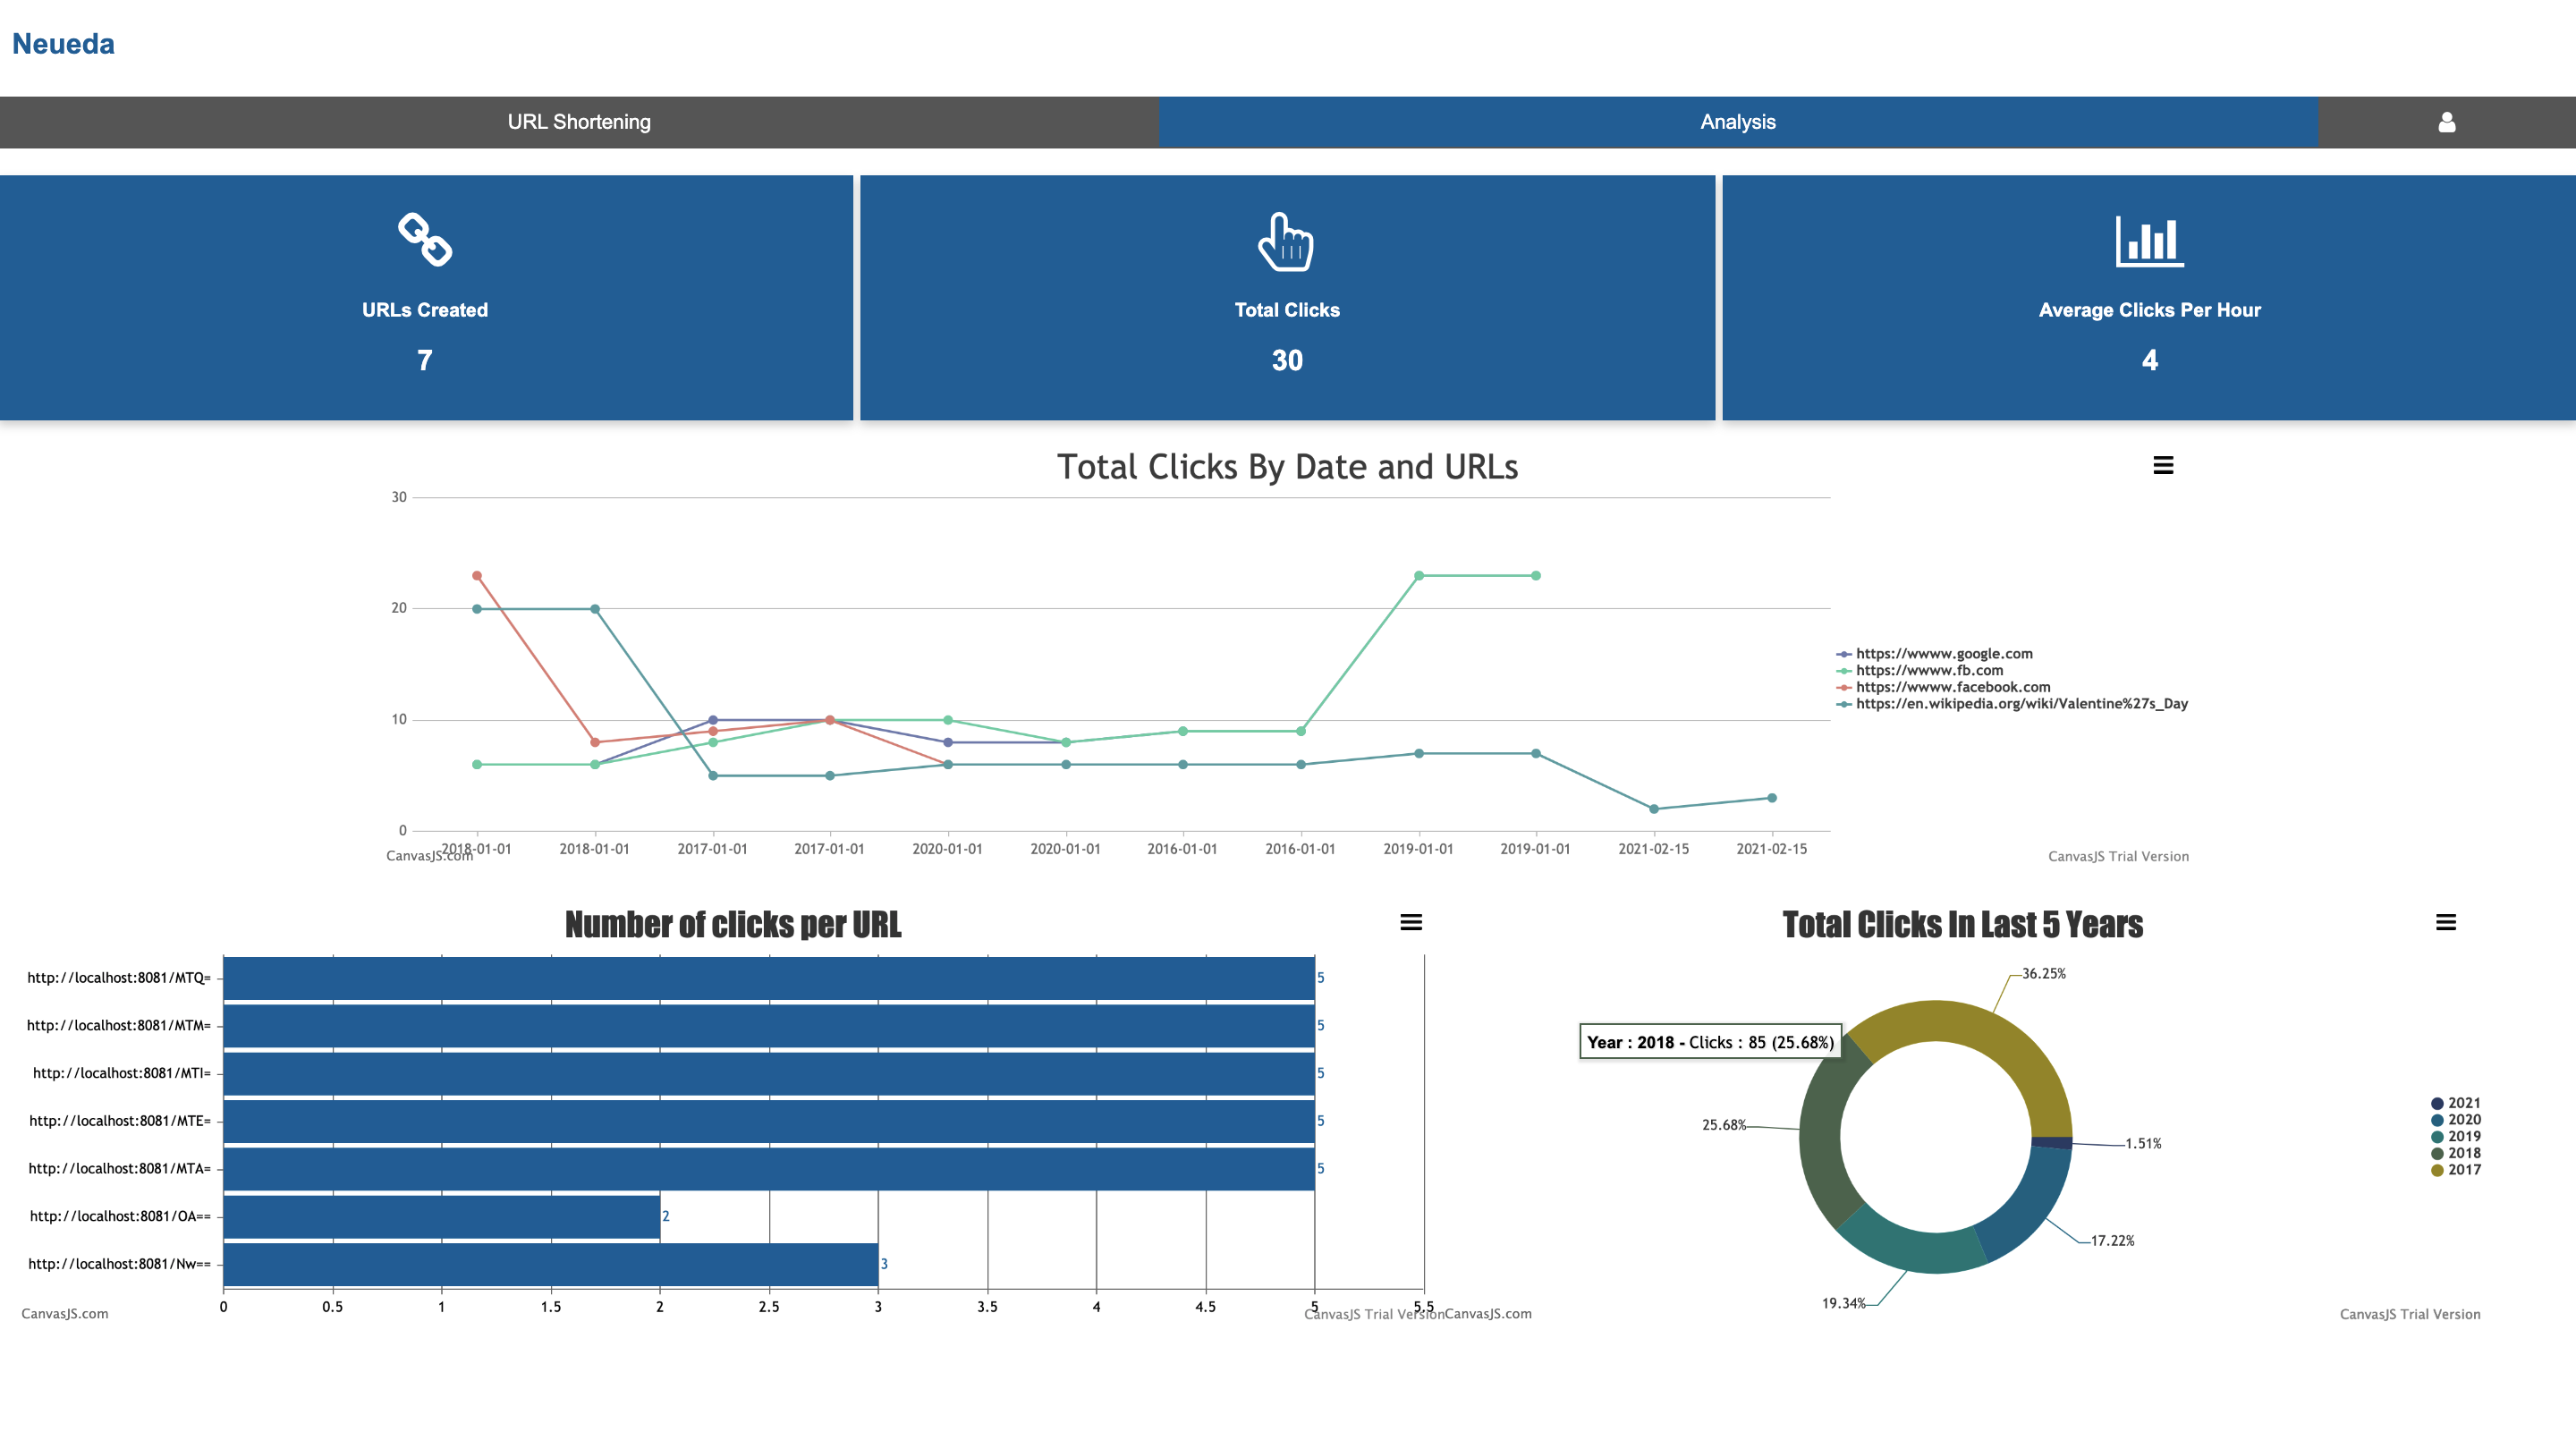 Neueda
URL Shortening
Analysis
URLs Created
7
Total Clicks
30
Average Clicks Per Hour
4
Total Clicks By Date and URLs
30
20
10
0
2018-01-01 2018-01-01 2017-01-01 2017-01-01 2020-01-01 2020-01-01 2016-01-01 2016-01-01 2019-01-01 2019-01-01 2021-02-15 2021-02-15
https://wwww.google.com
https://wwww.fb.com
https://wwww.facebook.com
https://en.wikipedia.org/wiki/Valentine%27s_Day
CanvasJS.com
CanvasJS Trial Version
Number of clicks per URL
http://localhost:8081/MTQ= 5
http://localhost:8081/MTM= 5
http://localhost:8081/MTI= 5
http://localhost:8081/MTE= 5
http://localhost:8081/MTA= 5
http://localhost:8081/OA== 2
http://localhost:8081/Nw== 3
0 0.5 1 1.5 2 2.5 3 3.5 4 4.5 5 5.5
CanvasJS.com
CanvasJS Trial Version
Total Clicks In Last 5 Years
36.25%
Year : 2018 - Clicks : 85 (25.68%)
25.68%
1.51%
17.22%
19.34%
2021
2020
2019
2018
2017
CanvasJS.com
CanvasJS Trial Version